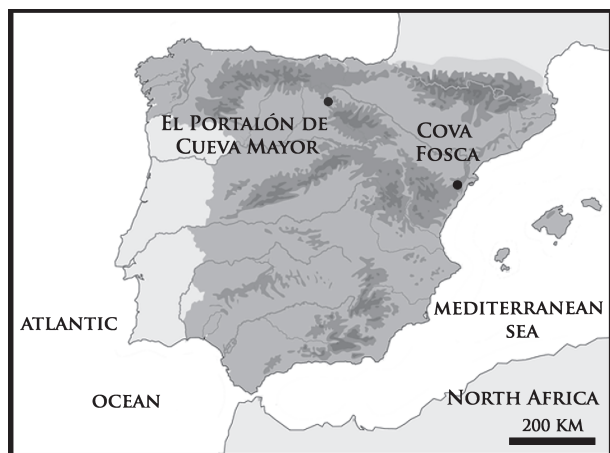 EL PORTALÓN DE
CUEVA MAYOR
COVA
FOSCA
ATLANTIC
OCEAN
MEDITERRANEAN
SEA
NORTH AFRICA
200 KM